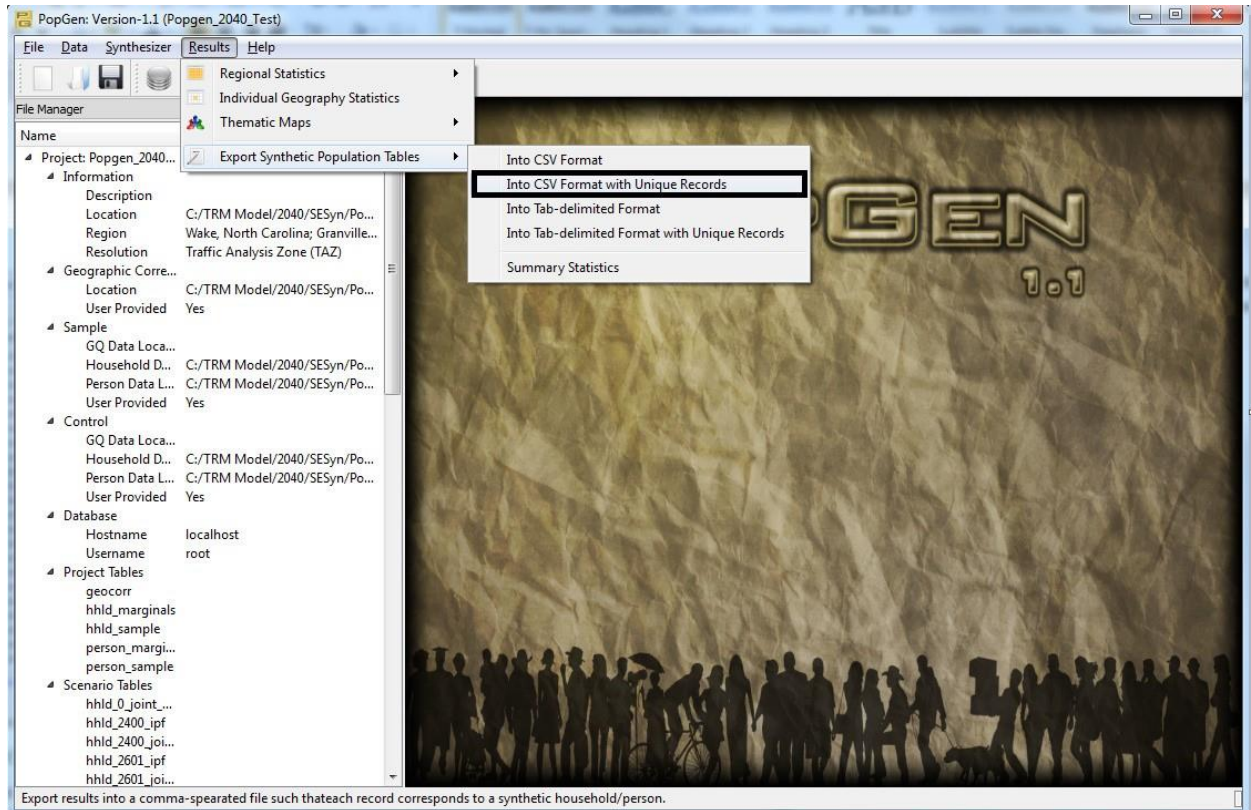 PopGen: Version-1.1 (Popgen_2040_Test)
File Data Synthesizer Results Help
Regional Statistics
Individual Geography Statistics
Thematic Maps
Export Synthetic Population Tables
Into CSV Format
Into CSV Format with Unique Records
Into Tab-delimited Format
Into Tab-delimited Format with Unique Records
Summary Statistics
File Manager
Name
Project: Popgen_2040...
Information
Description
Location C:/TRM Model/2040/SESyn/Po...
Region Wake, North Carolina; Granville...
Resolution Traffic Analysis Zone (TAZ)
Geographic Corre...
Location C:/TRM Model/2040/SESyn/Po...
User Provided Yes
Sample
GQ Data Loca...
Household D... C:/TRM Model/2040/SESyn/Po...
Person Data L... C:/TRM Model/2040/SESyn/Po...
User Provided Yes
Control
GQ Data Loca...
Household D... C:/TRM Model/2040/SESyn/Po...
Person Data L... C:/TRM Model/2040/SESyn/Po...
User Provided Yes
Database
Hostname localhost
Username root
Project Tables
geocorr
hhld_marginals
hhld_sample
person_margi...
person_sample
Scenario Tables
hhld_0_joint_...
hhld_2400_ipf
hhld_2400_joi...
hhld_2601_ipf
hhld_2601_joi...
PGEN
1.1
Export results into a comma-spearated file such thateach record corresponds to a synthetic household/person.